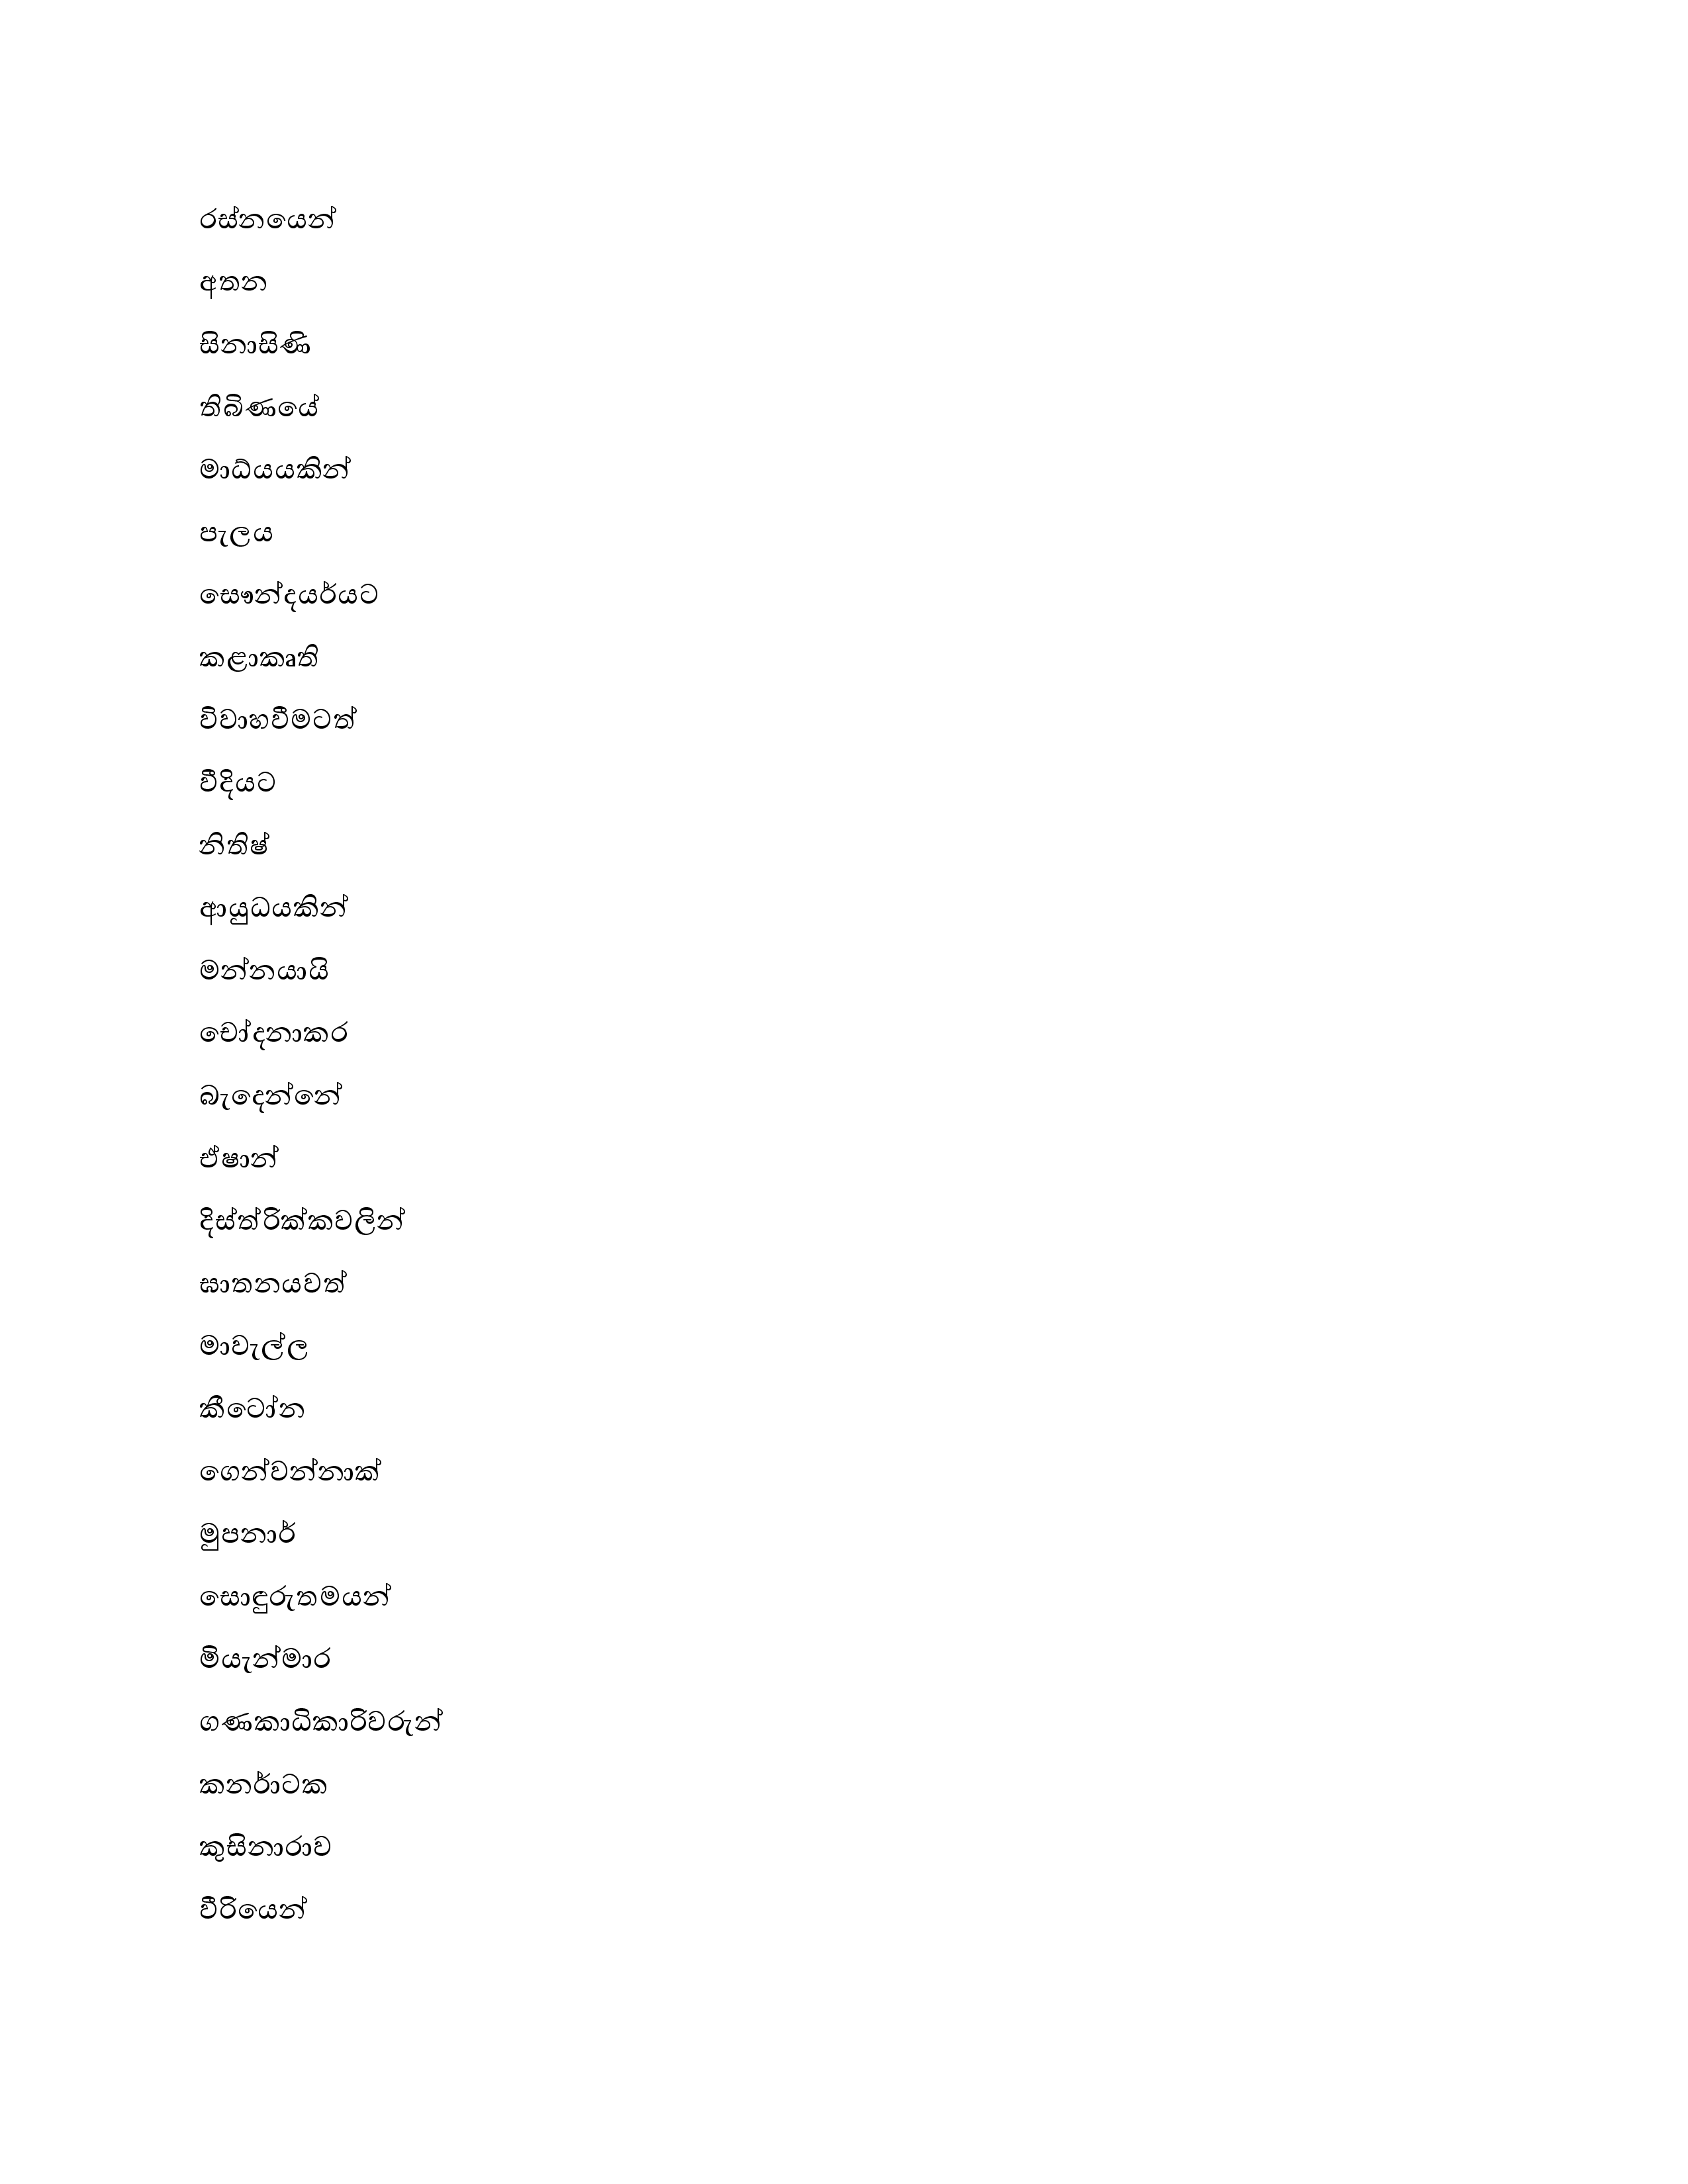 රස්නයෙන්
අතන
සිනාසිණි
තිබිණයේ
මාධ්යයකින්
පැලය
සෞන්දයර්යට
කළාකෘති
විවාහවීමටත්
වීදියට
නිතිෂ්
ආයුධයකින්
මන්නයායි
චෝදනාකර
බැදෙන්නේ
ඒෂාන්
දිස්ත්රික්කවලින්
ඝාතනයවත්
මාවැල්ල
කීටෝන
ගෙන්වන්නාක්
මුපනාර්
සොඳුරුතමයන්
මියැන්මාර
ගණකාධිකාරිවරුන්
කනර්ාටක
කුසිනාරාව
වීරියෙන්